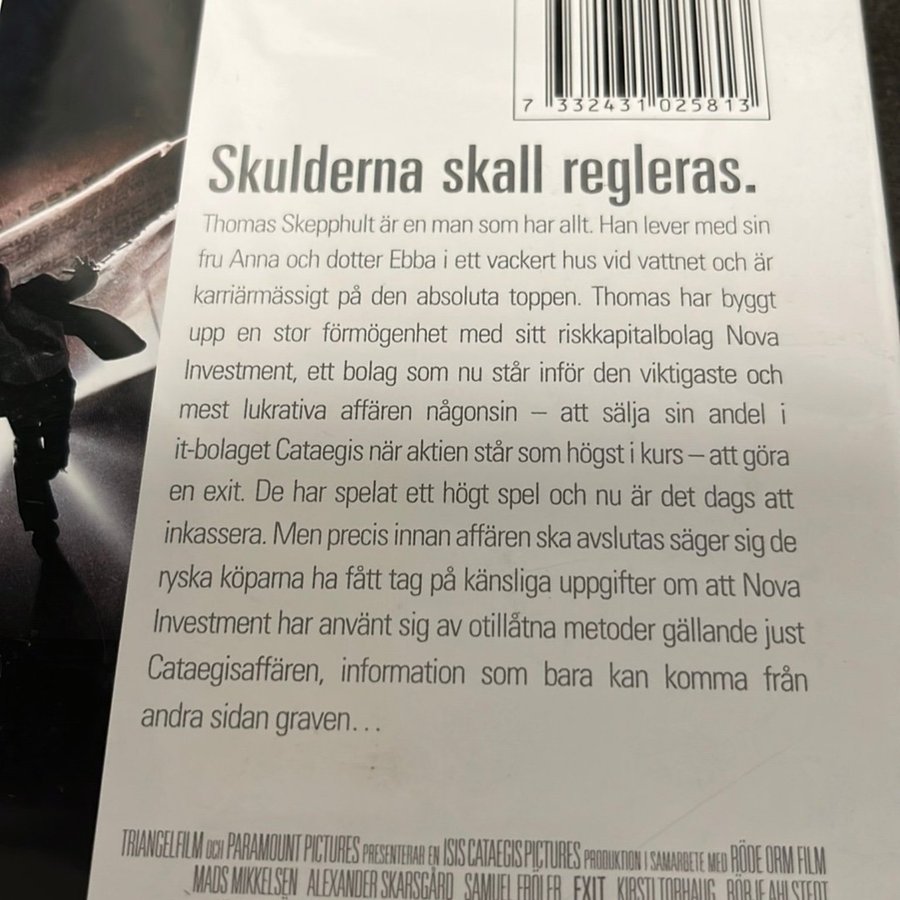 7 332431 025813
Skulderna skall regleras.
Thomas Skepphult är en man som har allt. Han lever med sin
fru Anna och dotter Ebba i ett vackert hus vid vattnet och är
karriärmässigt på den absoluta toppen. Thomas har byggt
upp en stor förmögenhet med sitt riskkapitalbolag Nova
Investment, ett bolag som nu står inför den viktigaste och
mest lukrativa affären någonsin – att sälja sin andel i
it-bolaget Cataegis när aktien står som högst i kurs – att göra
en exit. De har spelat ett högt spel och nu är det dags att
inkassera. Men precis innan affären ska avslutas säger sig de
ryska köparna ha fått tag på känsliga uppgifter om att Nova
Investment har använt sig av otillåtna metoder gällande just
Cataegisaffären, information som bara kan komma från
andra sidan graven...
TRIANGELFILM OCH PARAMOUNT PICTURES PRESENTERAR EN ISIS CATAEGIS PICTURES PRODUKTION I SAMARBETE MED RÖDE ORM FILM
MADS MIKKELSEN ALEXANDER SKARSGÅRD SAMUEL FRÖLER EXIT KIRSTI TORHAUG BÖRJE AHLSTEDT